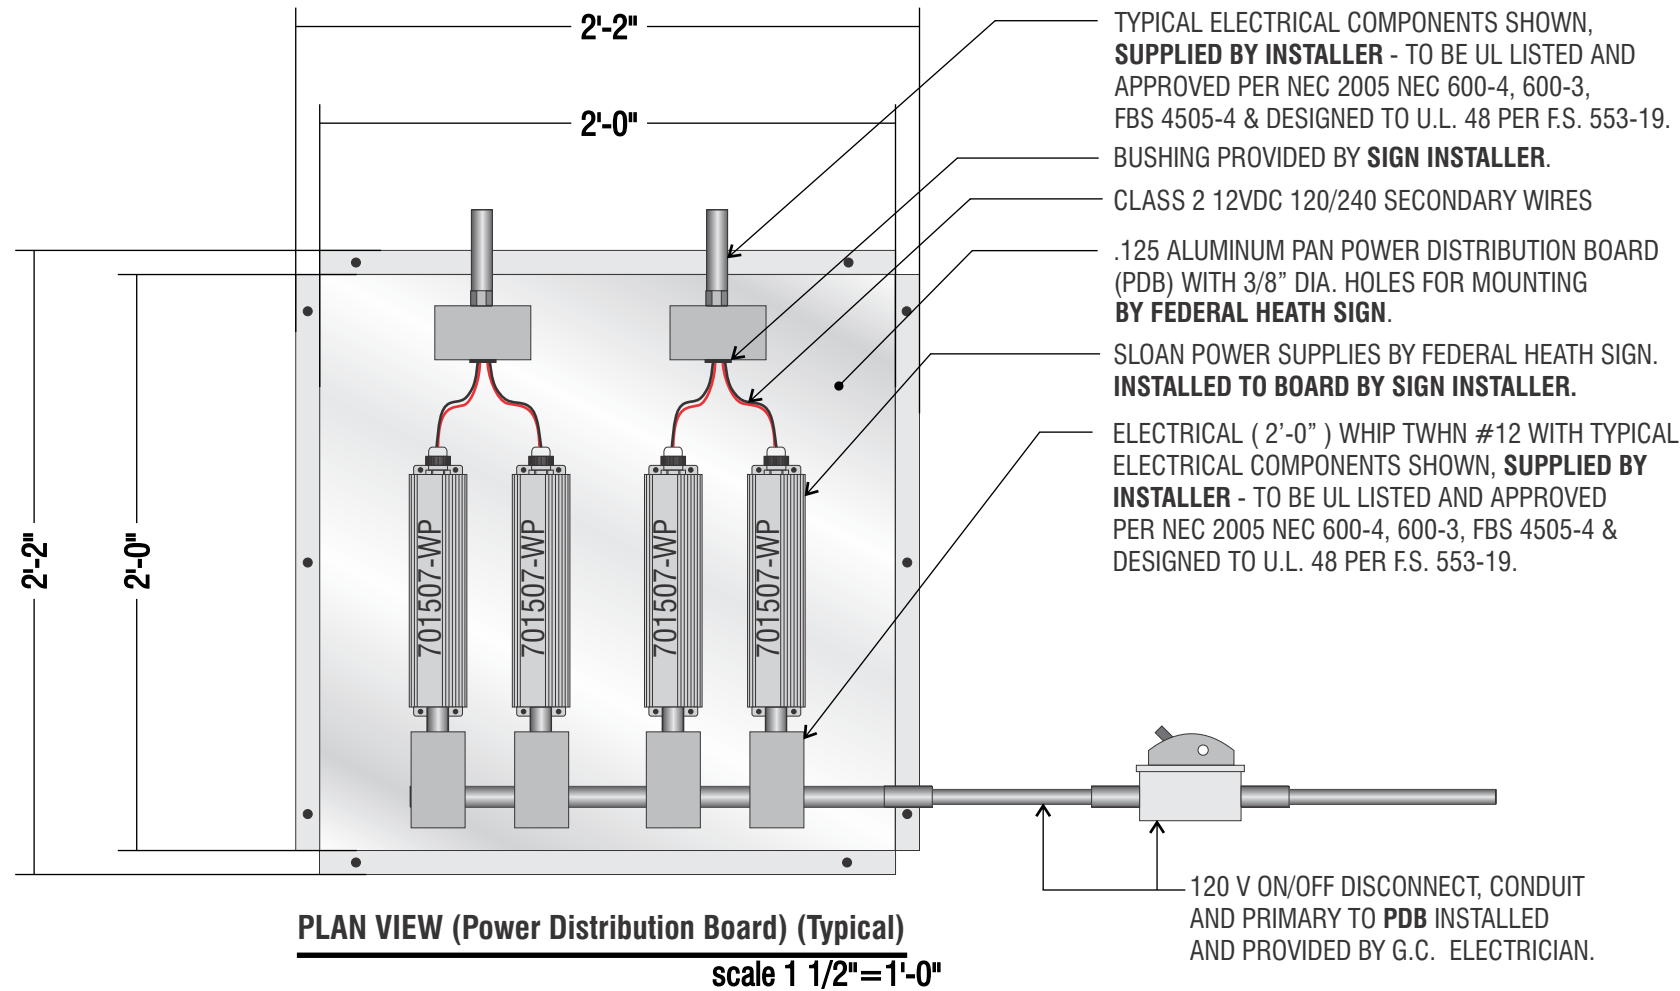 2'-2"
2'-0"
TYPICAL ELECTRICAL COMPONENTS SHOWN,
SUPPLIED BY INSTALLER - TO BE UL LISTED AND
APPROVED PER NEC 2005 NEC 600-4, 600-3,
FBS 4505-4 & DESIGNED TO U.L. 48 PER F.S. 553-19.
BUSHING PROVIDED BY SIGN INSTALLER.
CLASS 2 12VDC 120/240 SECONDARY WIRES
.125 ALUMINUM PAN POWER DISTRIBUTION BOARD
(PDB) WITH 3/8” DIA. HOLES FOR MOUNTING
BY FEDERAL HEATH SIGN.
SLOAN POWER SUPPLIES BY FEDERAL HEATH SIGN.
INSTALLED TO BOARD BY SIGN INSTALLER.
ELECTRICAL ( 2’-0” ) WHIP TWHN #12 WITH TYPICAL
ELECTRICAL COMPONENTS SHOWN, SUPPLIED BY
INSTALLER - TO BE UL LISTED AND APPROVED
PER NEC 2005 NEC 600-4, 600-3, FBS 4505-4 &
DESIGNED TO U.L. 48 PER F.S. 553-19.
2'-2"
2'-0"
701507-WP
701507-WP
701507-WP
701507-WP
120 V ON/OFF DISCONNECT, CONDUIT
AND PRIMARY TO PDB INSTALLED
AND PROVIDED BY G.C. ELECTRICIAN.
PLAN VIEW (Power Distribution Board) (Typical)
scale 1 1/2"=1'-0"